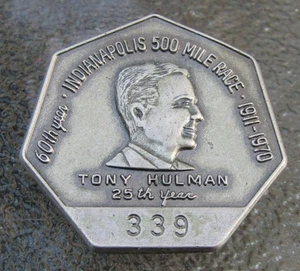 60th year · INDIANAPOLIS 500 MILE RACE · 1911-1970
TONY HULMAN
25th year
339